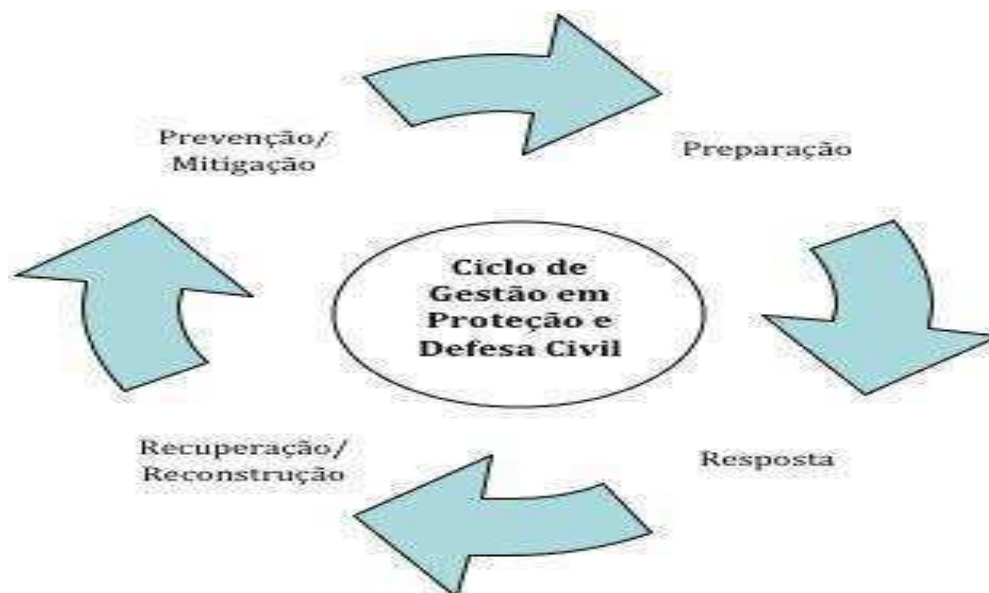 Prevenção/
Mitigação
Preparação
Ciclo de
Gestão em
Proteção e
Defesa Civil
Recuperação/
Reconstrução
Resposta